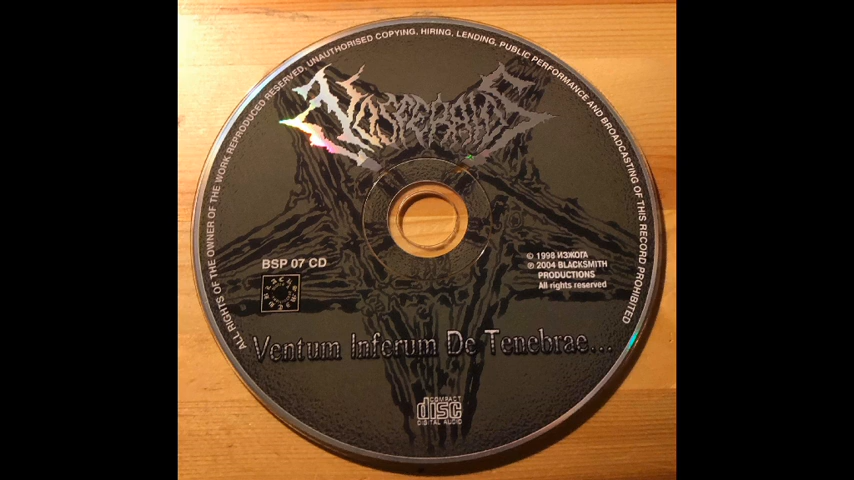 ALL RIGHTS OF THE OWNER OF THE WORK REPRODUCED RESERVED, UNAUTHORISED COPYING, HIRING, LENDING, PUBLIC PERFORMANCE AND BROADCASTING OF THIS RECORD PROHIBITED
NOSFERATUS
BSP 07 CD
© 1998 ИЗЖОГА
℗ 2004 BLACKSMITH
PRODUCTIONS
All rights reserved
Ventum Inferum De Tenebrae...
COMPACT
disc
DIGITAL AUDIO